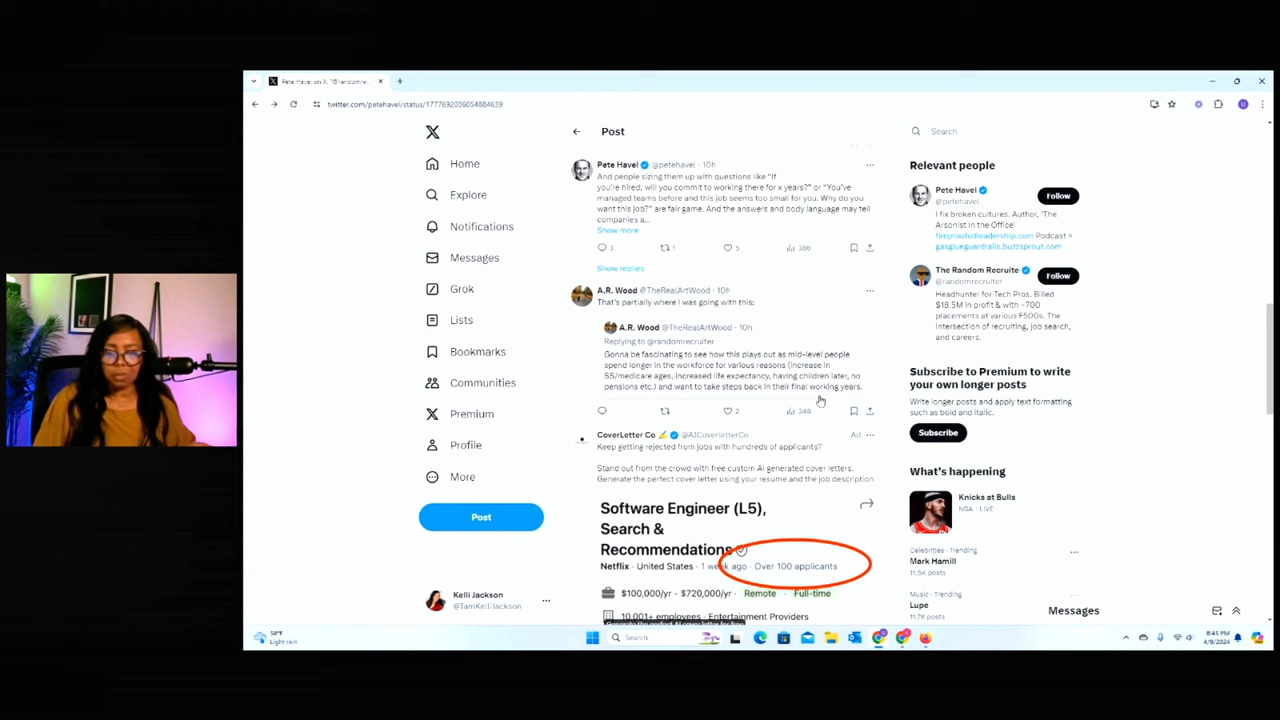 Pete Havel on X: "@randomre
twitter.com/petehavel/status/1777692036054884639
Home
Explore
Notifications
Messages
Grok
Lists
Bookmarks
Communities
Premium
Profile
More
Post
Kelli Jackson
@IamKelliJackson
Post
Pete Havel @petehavel · 10h
And people sizing them up with questions like "If
you're hired, will you commit to working there for x years?" or "You've
managed teams before and this job seems too small for you. Why do you
want this job?" are fair game. And the answers and body language may tell
companies a...
Show more
3 1 5 386
Show replies
A.R. Wood @TheRealArtWood · 10h
That's partially where I was going with this:
A.R. Wood @TheRealArtWood · 10h
Replying to @randomrecruiter
Gonna be fascinating to see how this plays out as mid-level people
spend longer in the workforce for various reasons (increase in
SS/medicare ages, increased life expectancy, having children later, no
pensions etc.) and want to take steps back in their final working years.
2 348
CoverLetter Co @AICoverletterCo Ad
Keep getting rejected from jobs with hundreds of applicants?
Stand out from the crowd with free custom AI generated cover letters.
Generate the perfect cover letter using your resume and the job description
Software Engineer (L5),
Search &
Recommendations
Netflix · United States · 1 week ago · Over 100 applicants
$100,000/yr - $720,000/yr · Remote Full-time
10,001+ employees · Entertainment Providers
Search
Relevant people
Pete Havel
@petehavel
Follow
I fix broken cultures. Author, 'The
Arsonist in the Office'
fireproofedleadership.com Podcast =
gasglueguardrails.buzzsprout.com
The Random Recruite
@randomrecruiter
Follow
Headhunter for Tech Pros. Billed
$18.5M in profit & with ~700
placements at various F500s. The
intersection of recruiting, job search,
and careers.
Subscribe to Premium to write
your own longer posts
Write longer posts and apply text formatting
such as bold and italic.
Subscribe
What's happening
Knicks at Bulls
NBA · LIVE
Celebrities · Trending
Mark Hamill
11.5K posts
Music · Trending
Lupe
11.7K posts
Messages
58°F
Light rain
Search
8:45 PM
4/9/2024